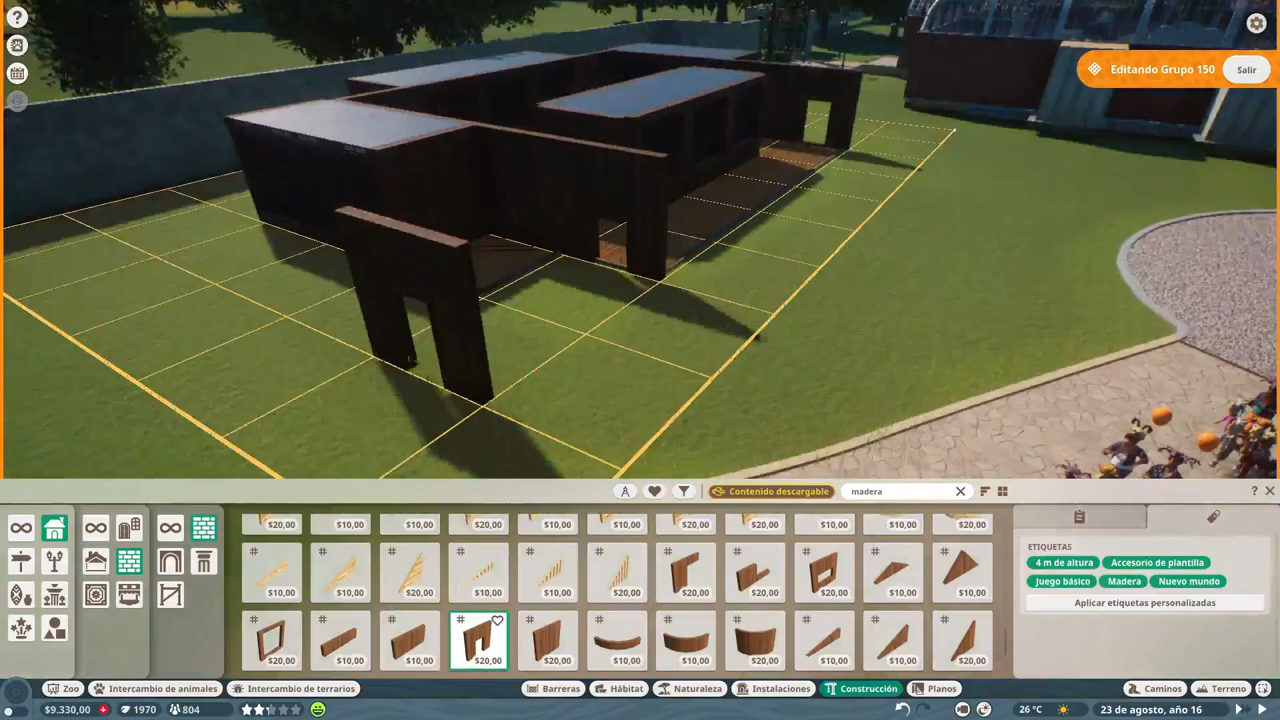 Editando Grupo 150
Salir
Contenido descargable
madera
?
$20,00 $10,00 $10,00 $20,00 $10,00 $10,00 $20,00 $20,00 $10,00 $10,00 $20,00
$10,00 $10,00 $20,00 $10,00 $10,00 $10,00 $20,00 $20,00 $20,00 $10,00 $10,00
$20,00 $10,00 $10,00 $20,00 $20,00 $10,00 $10,00 $20,00 $10,00 $10,00 $20,00
ETIQUETAS
4 m de altura
Accesorio de plantilla
Juego básico
Madera
Nuevo mundo
Aplicar etiquetas personalizadas
Zoo
Intercambio de animales
Intercambio de terrarios
Barreras
Hábitat
Naturaleza
Instalaciones
Construcción
Planos
Caminos
Terreno
$9.330,00
1970
804
26 °C
23 de agosto, año 16